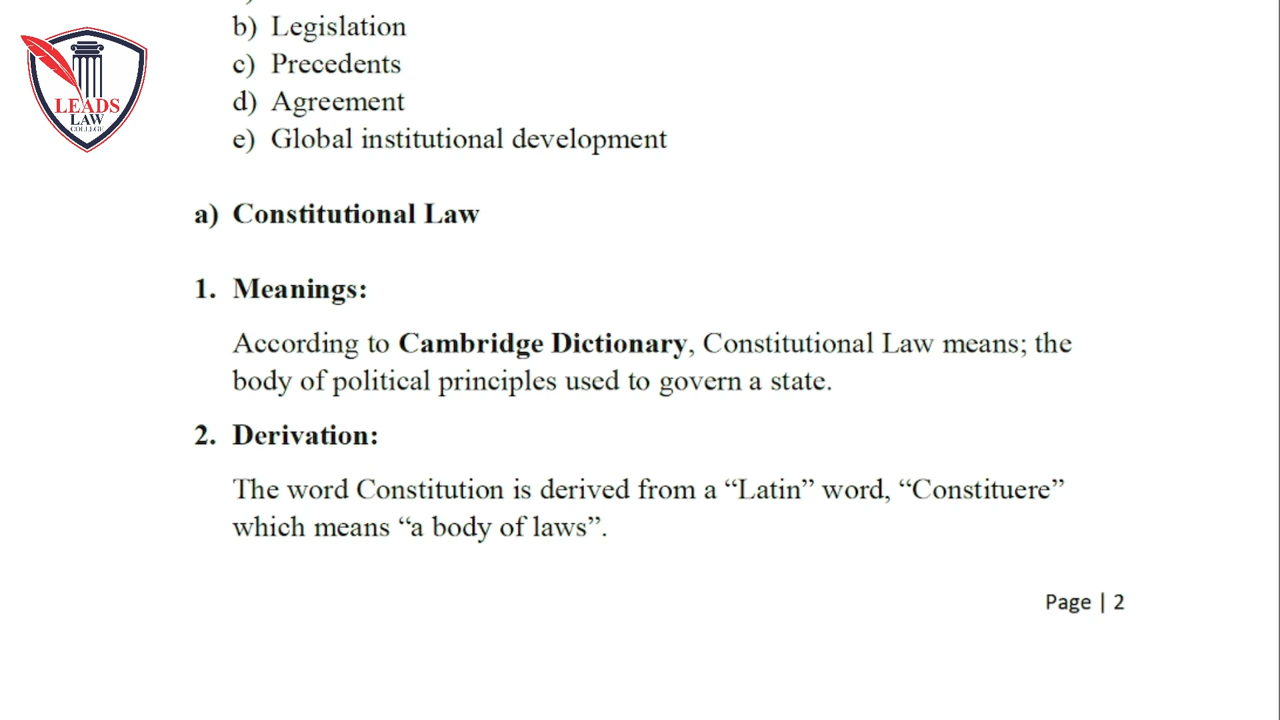 b) Legislation
c) Precedents
d) Agreement
e) Global institutional development
LEADS
LAW
COLLEGE
a) Constitutional Law
1. Meanings:
According to Cambridge Dictionary, Constitutional Law means; the
body of political principles used to govern a state.
2. Derivation:
The word Constitution is derived from a “Latin” word, “Constituere”
which means “a body of laws”.
Page | 2